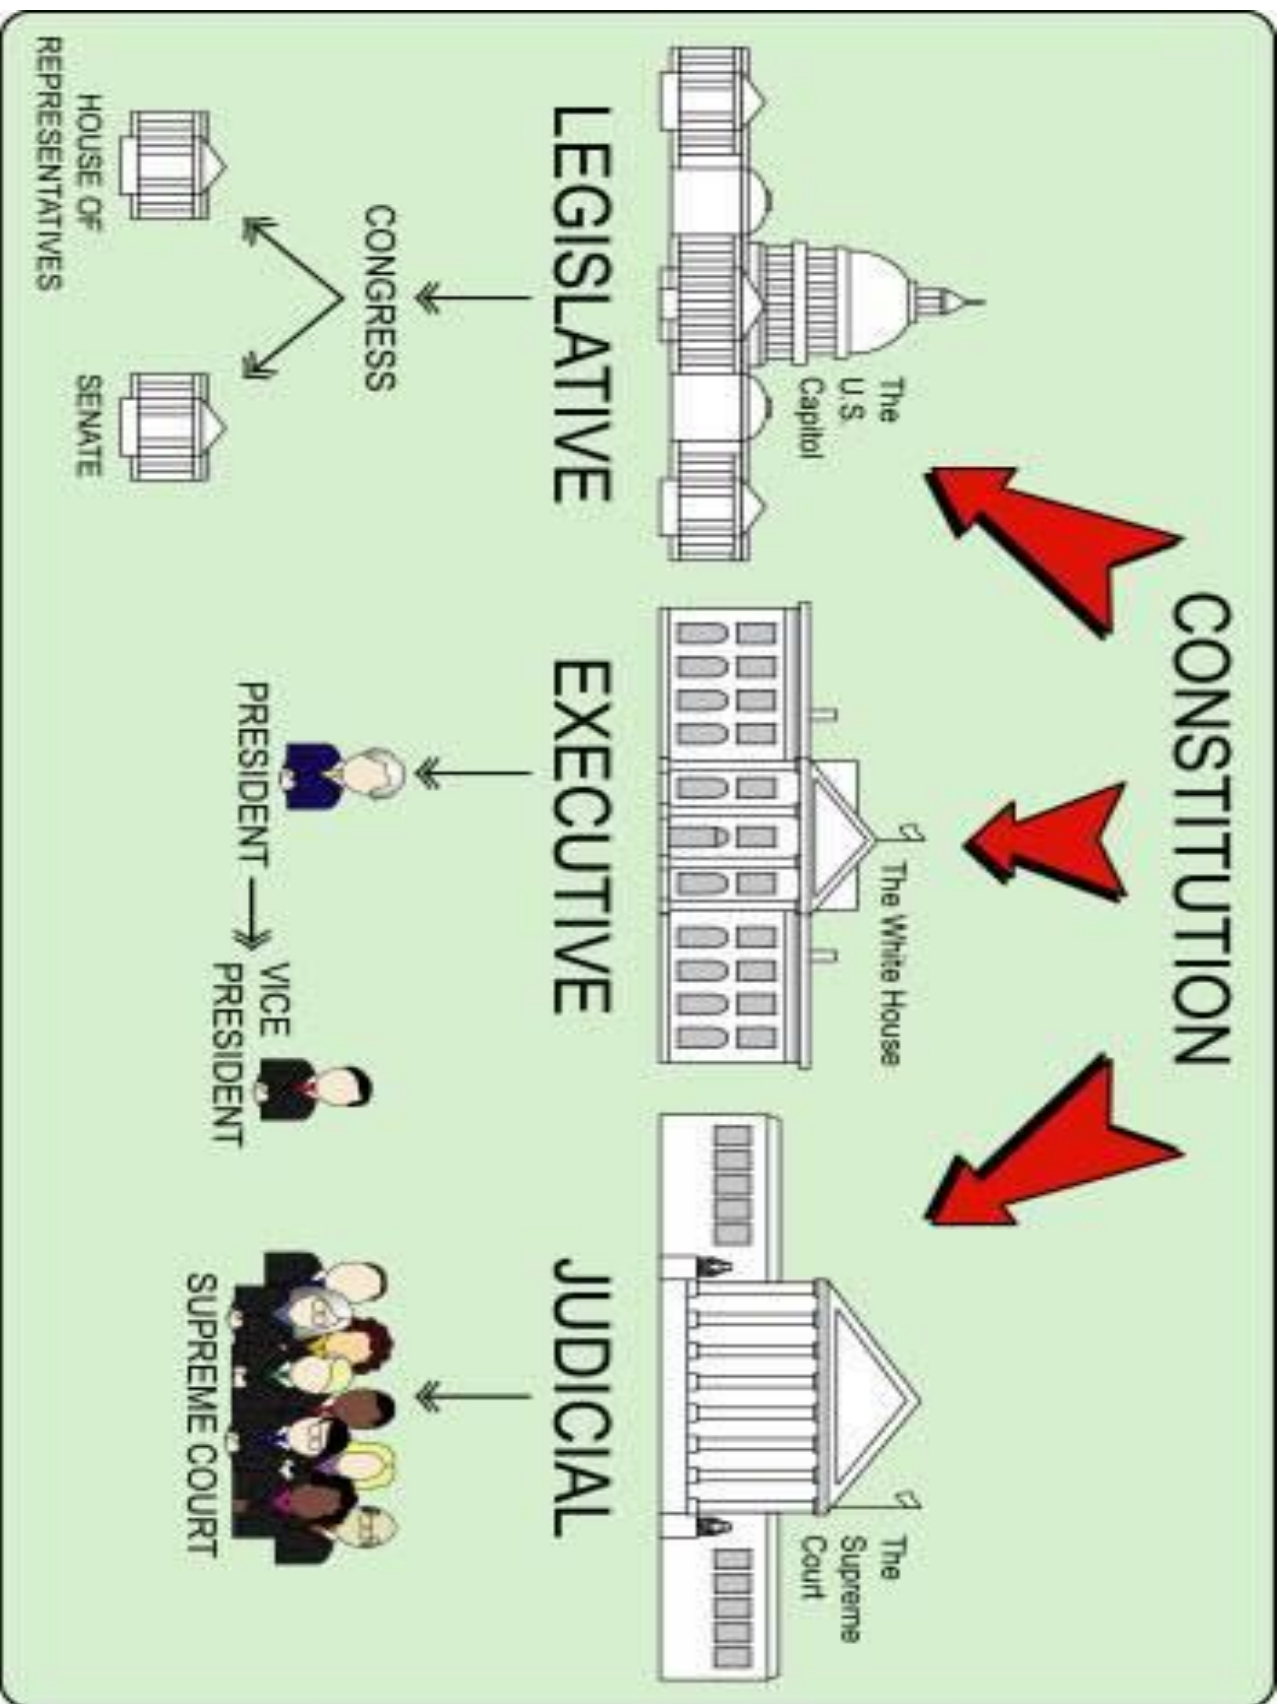 CONSTITUTION
The
U.S.
Capitol
The White House
The
Supreme
Court
LEGISLATIVE
EXECUTIVE
JUDICIAL
CONGRESS
HOUSE OF
REPRESENTATIVES
SENATE
PRESIDENT
VICE
PRESIDENT
SUPREME COURT